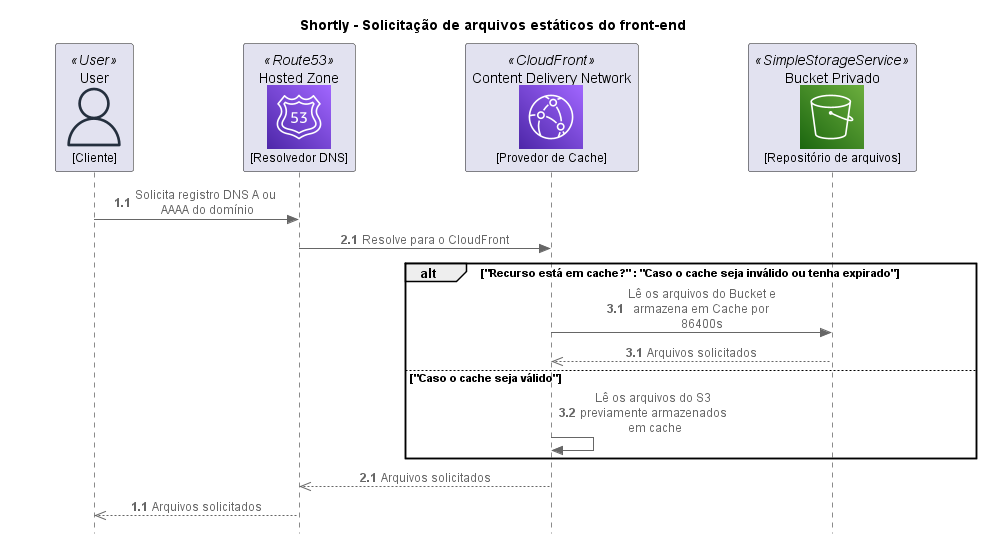 Shortly - Solicitação de arquivos estáticos do front-end
«User»
User
[Cliente]
«Route53»
Hosted Zone
53
[Resolvedor DNS]
«CloudFront»
Content Delivery Network
[Provedor de Cache]
«SimpleStorageService»
Bucket Privado
[Repositório de arquivos]
1.1 Solicita registro DNS A ou
AAAA do domínio
2.1 Resolve para o CloudFront
alt ["Recurso está em cache?" : "Caso o cache seja inválido ou tenha expirado"]
Lê os arquivos do Bucket e
3.1 armazena em Cache por
86400s
3.1 Arquivos solicitados
["Caso o cache seja válido"]
Lê os arquivos do S3
3.2 previamente armazenados
em cache
2.1 Arquivos solicitados
1.1 Arquivos solicitados